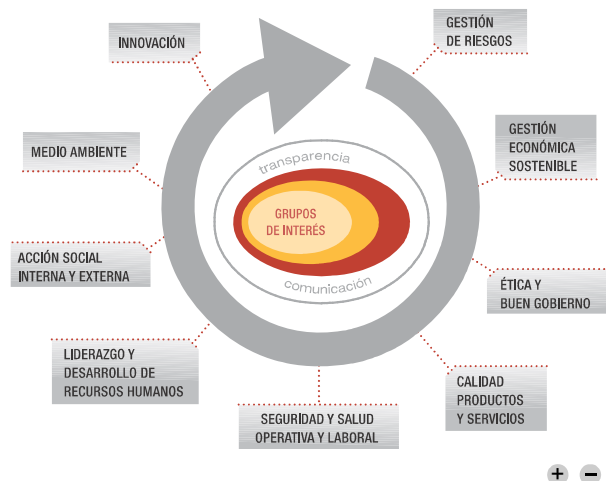 INNOVACIÓN
GESTIÓN
DE RIESGOS
MEDIO AMBIENTE
GESTIÓN
ECONÓMICA
SOSTENIBLE
transparencia
GRUPOS
DE INTERÉS
comunicación
ACCIÓN SOCIAL
INTERNA Y EXTERNA
ÉTICA Y
BUEN GOBIERNO
LIDERAZGO Y
DESARROLLO DE
RECURSOS HUMANOS
CALIDAD
PRODUCTOS
Y SERVICIOS
SEGURIDAD Y SALUD
OPERATIVA Y LABORAL
+ −